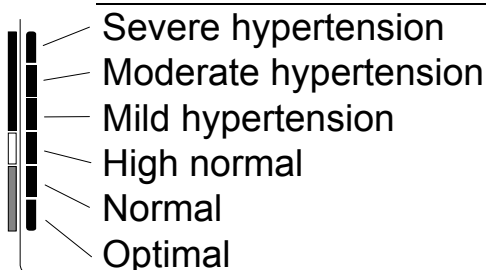 Severe hypertension
Moderate hypertension
Mild hypertension
High normal
Normal
Optimal